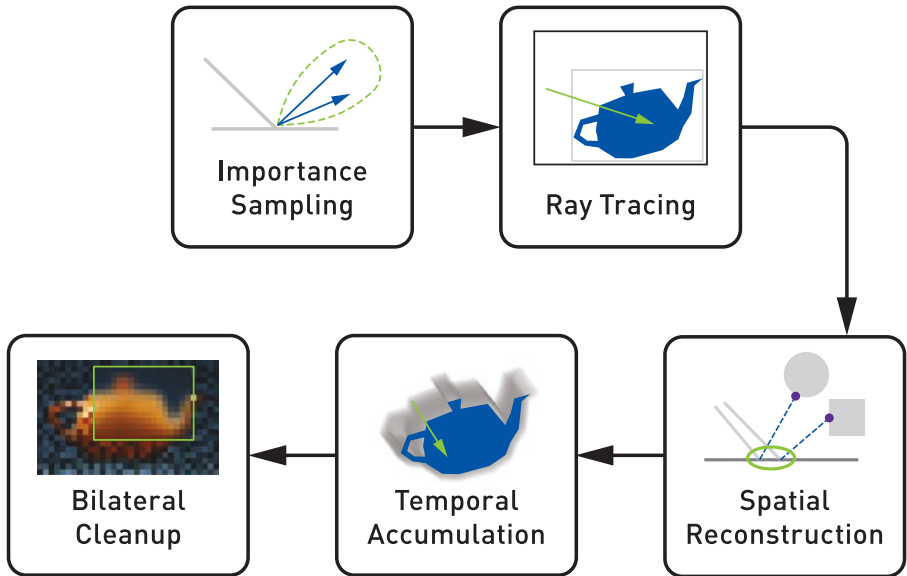 Importance
Sampling
Ray Tracing
Bilateral
Cleanup
Temporal
Accumulation
Spatial
Reconstruction